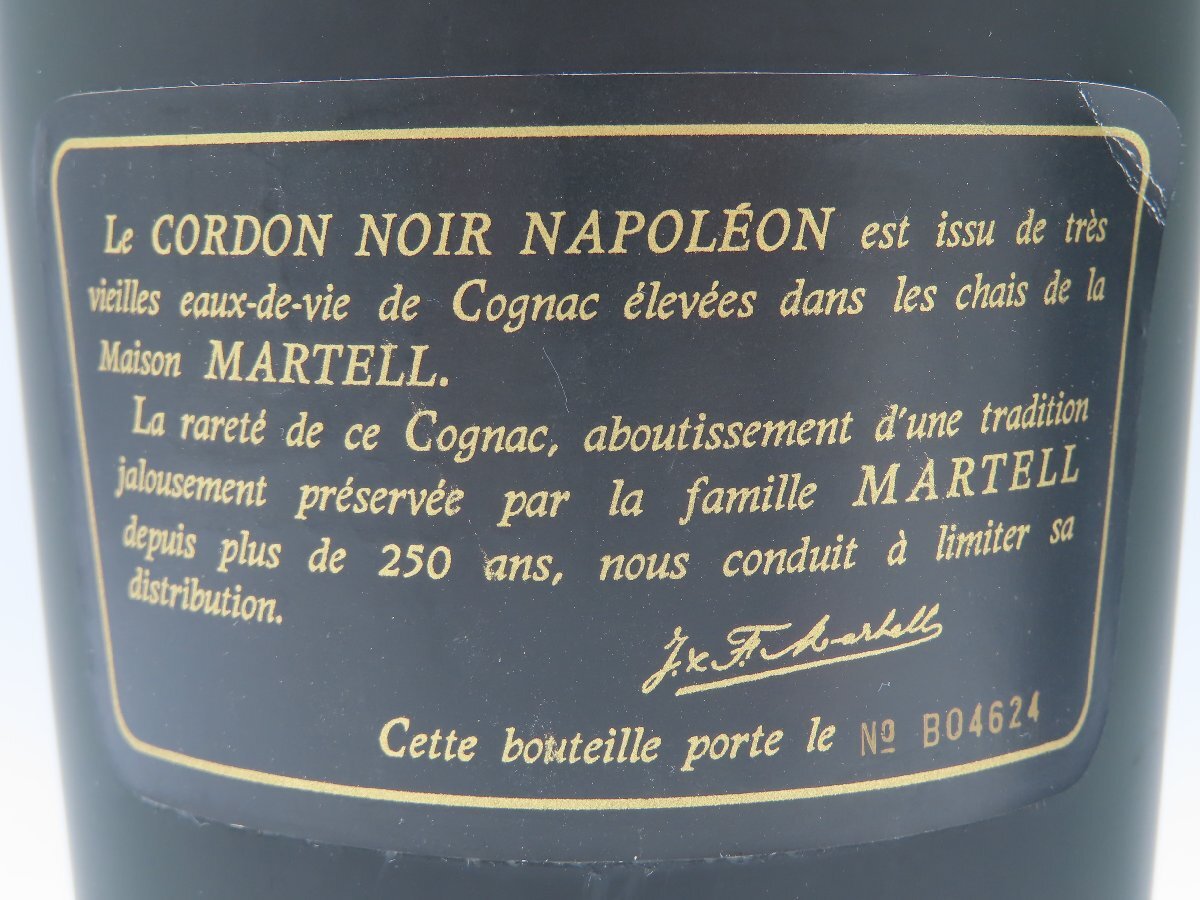 Le CORDON NOIR NAPOLÉON est issu de très
vieilles eaux-de-vie de Cognac élevées dans les chais de la
Maison MARTELL.
La rareté de ce Cognac, aboutissement d'une tradition
jalousement préservée par la famille MARTELL
depuis plus de 250 ans, nous conduit à limiter sa
distribution.
J. & F. Martell
Cette bouteille porte le Nº B04624